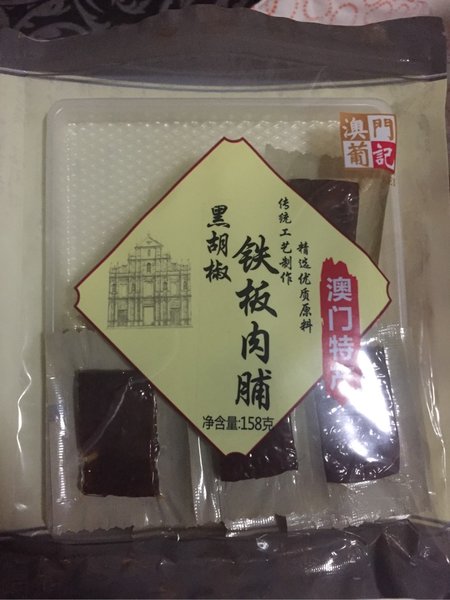 澳門
葡記
传统工艺制作
精选优质原料
黑胡椒
铁板肉脯
澳门特产
净含量:158克